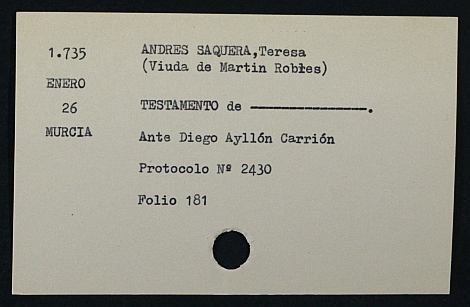 1.735
ENERO
26
MURCIA
ANDRES SAQUERA,Teresa
(Viuda de Martin Robles)
TESTAMENTO de ————————.
Ante Diego Ayllón Carrión
Protocolo Nº 2430
Folio 181